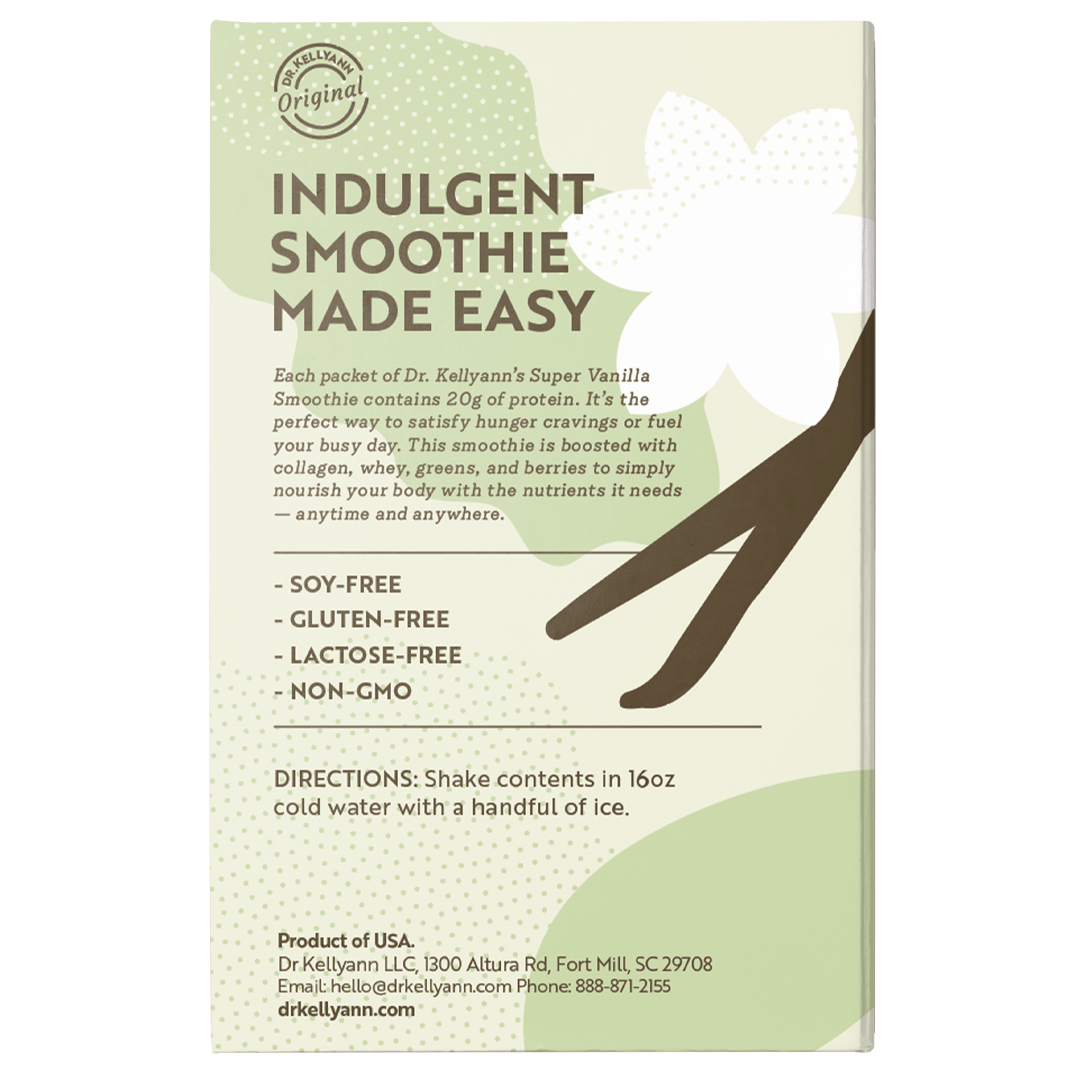 DR. KELLYANN
Original
INDULGENT
SMOOTHIE
MADE EASY
Each packet of Dr. Kellyann's Super Vanilla
Smoothie contains 20g of protein. It's the
perfect way to satisfy hunger cravings or fuel
your busy day. This smoothie is boosted with
collagen, whey, greens, and berries to simply
nourish your body with the nutrients it needs
— anytime and anywhere.
- SOY-FREE
- GLUTEN-FREE
- LACTOSE-FREE
- NON-GMO
DIRECTIONS: Shake contents in 16oz
cold water with a handful of ice.
Product of USA.
Dr Kellyann LLC, 1300 Altura Rd, Fort Mill, SC 29708
Email: hello@drkellyann.com Phone: 888-871-2155
drkellyann.com